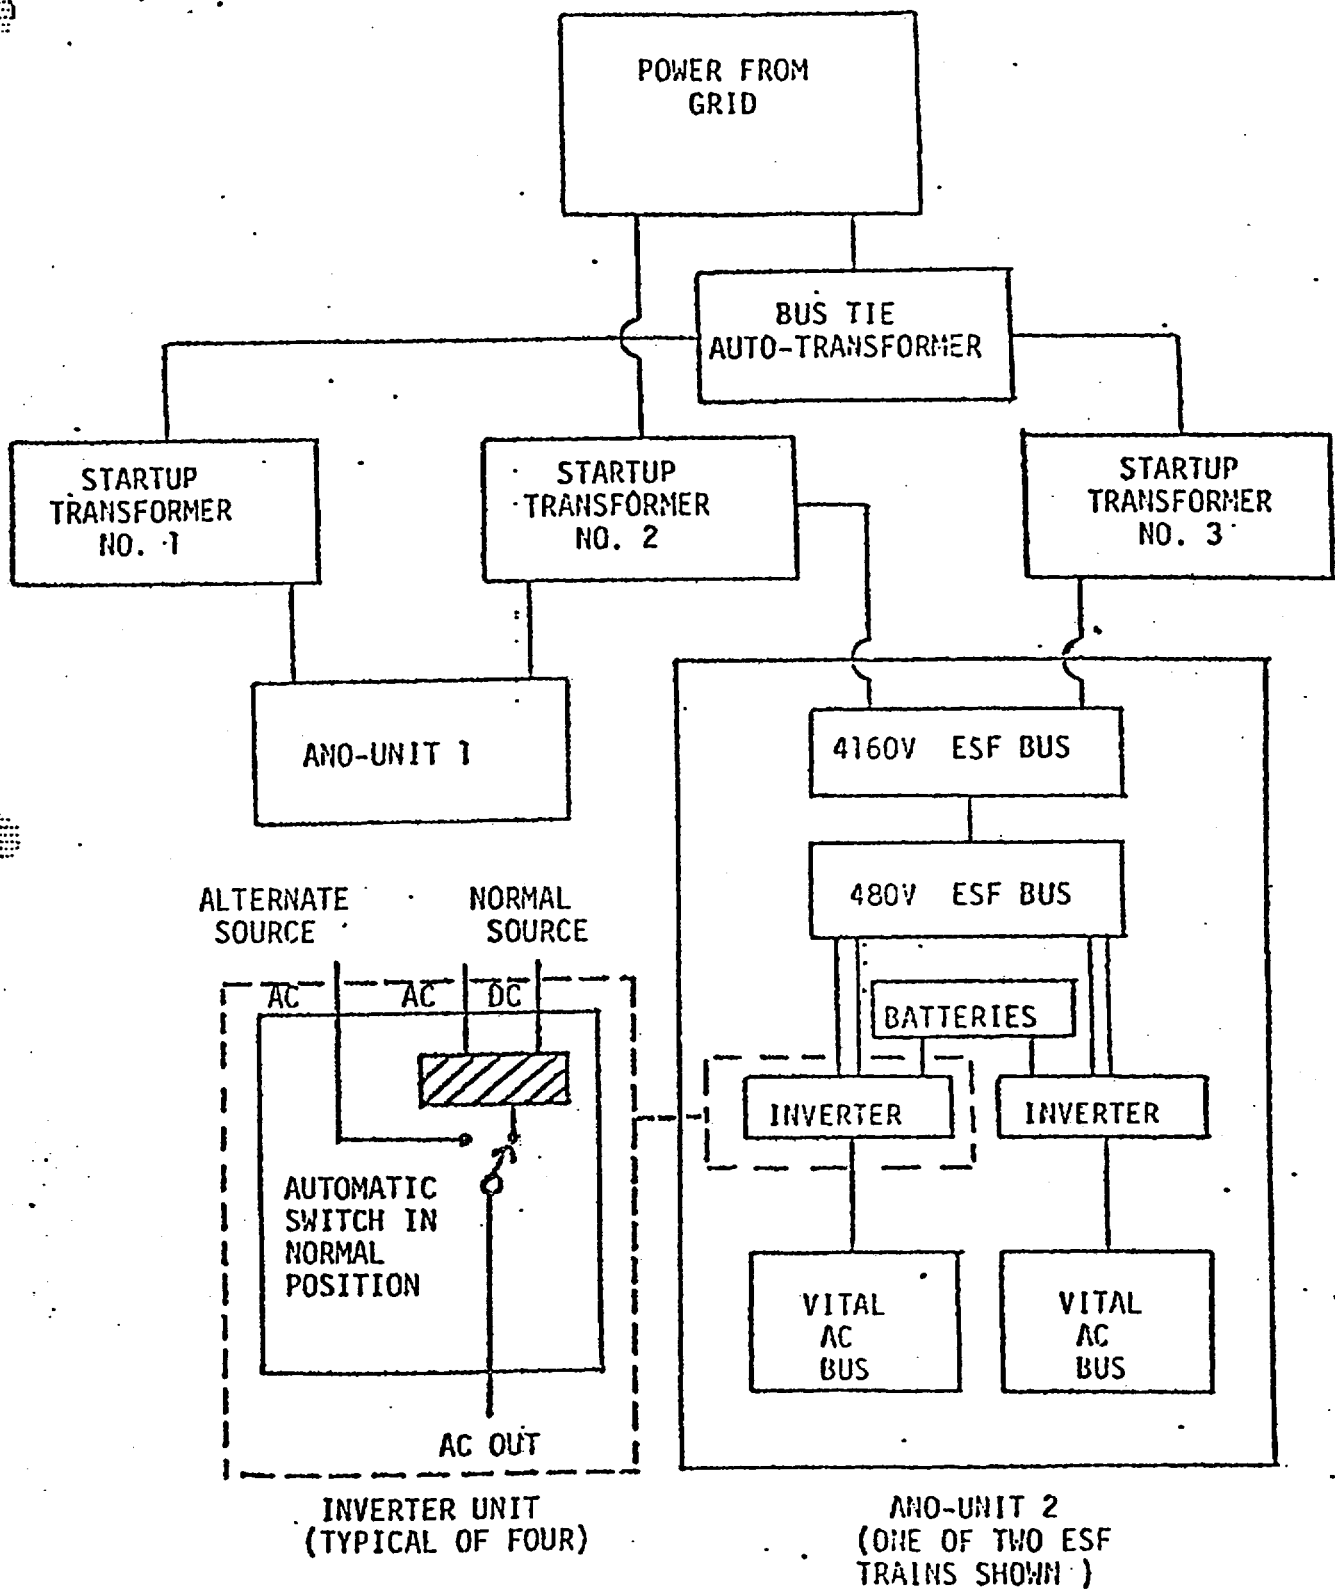 POWER FROM
GRID
BUS TIE
AUTO-TRANSFORMER
STARTUP
TRANSFORMER
NO. 1
STARTUP
TRANSFORMER
NO. 2
STARTUP
TRANSFORMER
NO. 3
ANO-UNIT 1
4160V ESF BUS
480V ESF BUS
ALTERNATE
SOURCE
NORMAL
SOURCE
AC
AC
DC
BATTERIES
INVERTER
INVERTER
AUTOMATIC
SWITCH IN
NORMAL
POSITION
VITAL
AC
BUS
VITAL
AC
BUS
AC OUT
INVERTER UNIT
(TYPICAL OF FOUR)
ANO-UNIT 2
(ONE OF TWO ESF
TRAINS SHOWN )